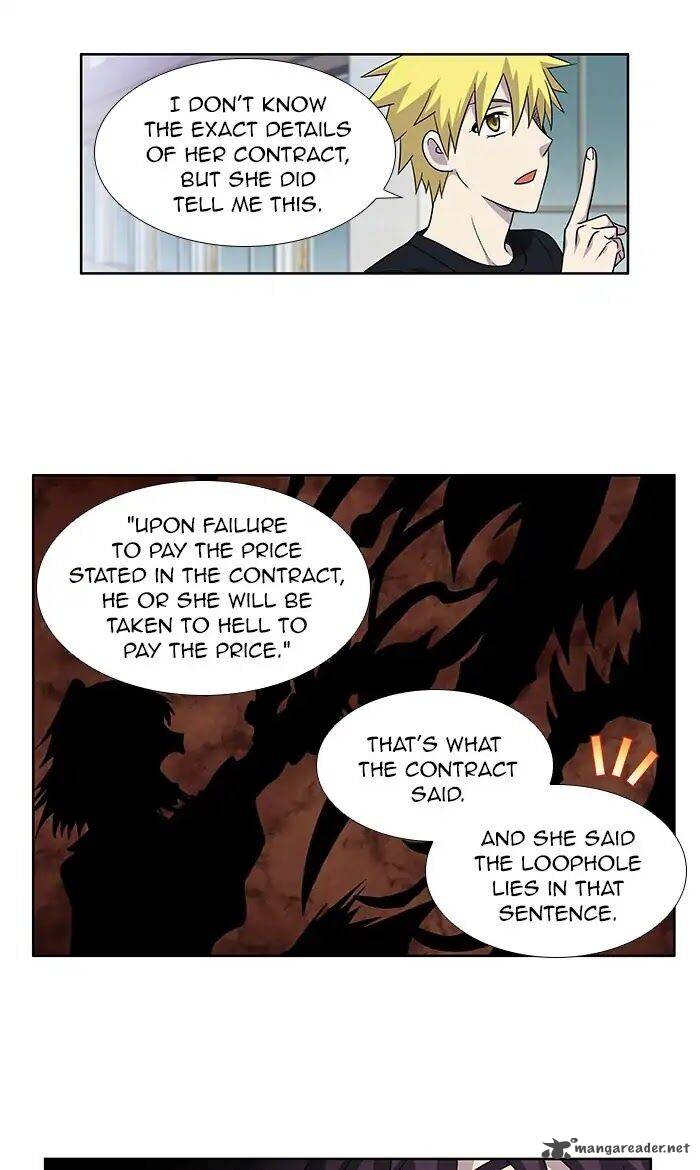 I DON'T KNOW
THE EXACT DETAILS
OF HER CONTRACT,
BUT SHE DID
TELL ME THIS.
"UPON FAILURE
TO PAY THE PRICE
STATED IN THE CONTRACT,
HE OR SHE WILL BE
TAKEN TO HELL TO
PAY THE PRICE."
THAT'S WHAT
THE CONTRACT
SAID.
AND SHE SAID
THE LOOPHOLE
LIES IN THAT
SENTENCE.
mangareader.net